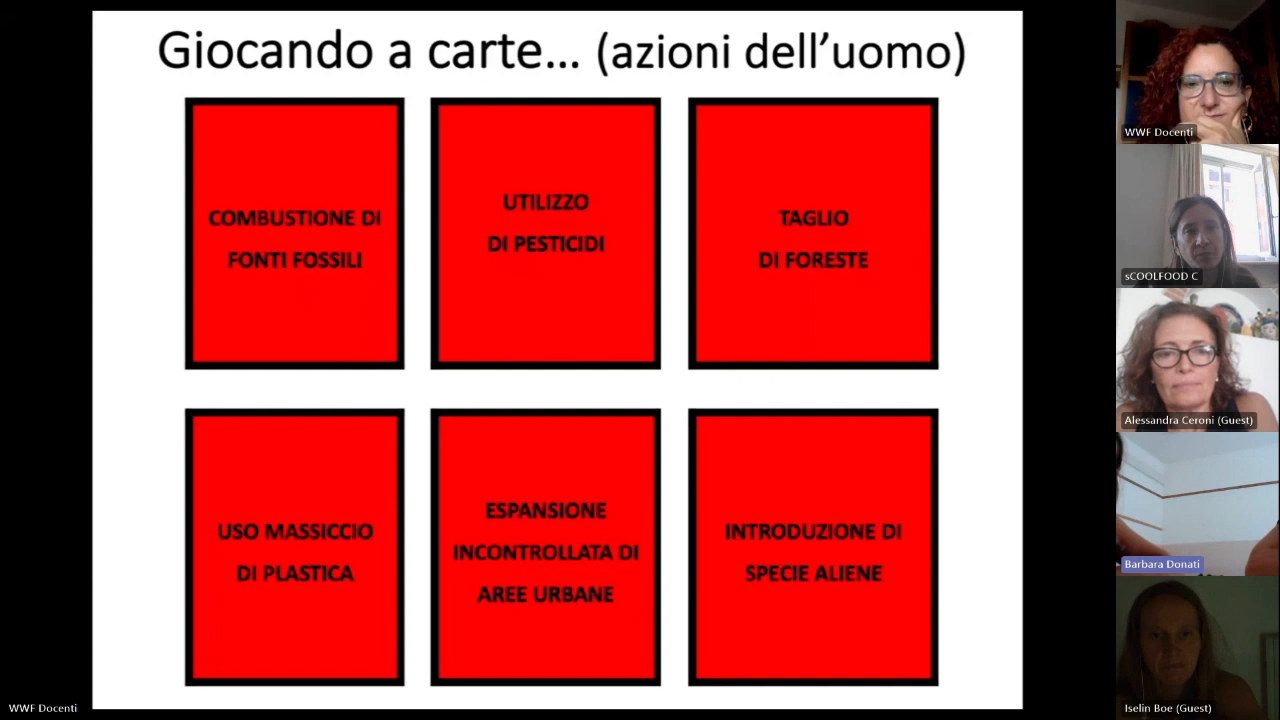 Giocando a carte... (azioni dell'uomo)
COMBUSTIONE DI
FONTI FOSSILI
UTILIZZO
DI PESTICIDI
TAGLIO
DI FORESTE
USO MASSICCIO
DI PLASTICA
ESPANSIONE
INCONTROLLATA DI
AREE URBANE
INTRODUZIONE DI
SPECIE ALIENE
WWF Docenti
sCOOLFOOD C
Alessandra Ceroni (Guest)
Barbara Donati
Iselin Boe (Guest)
WWF Docenti